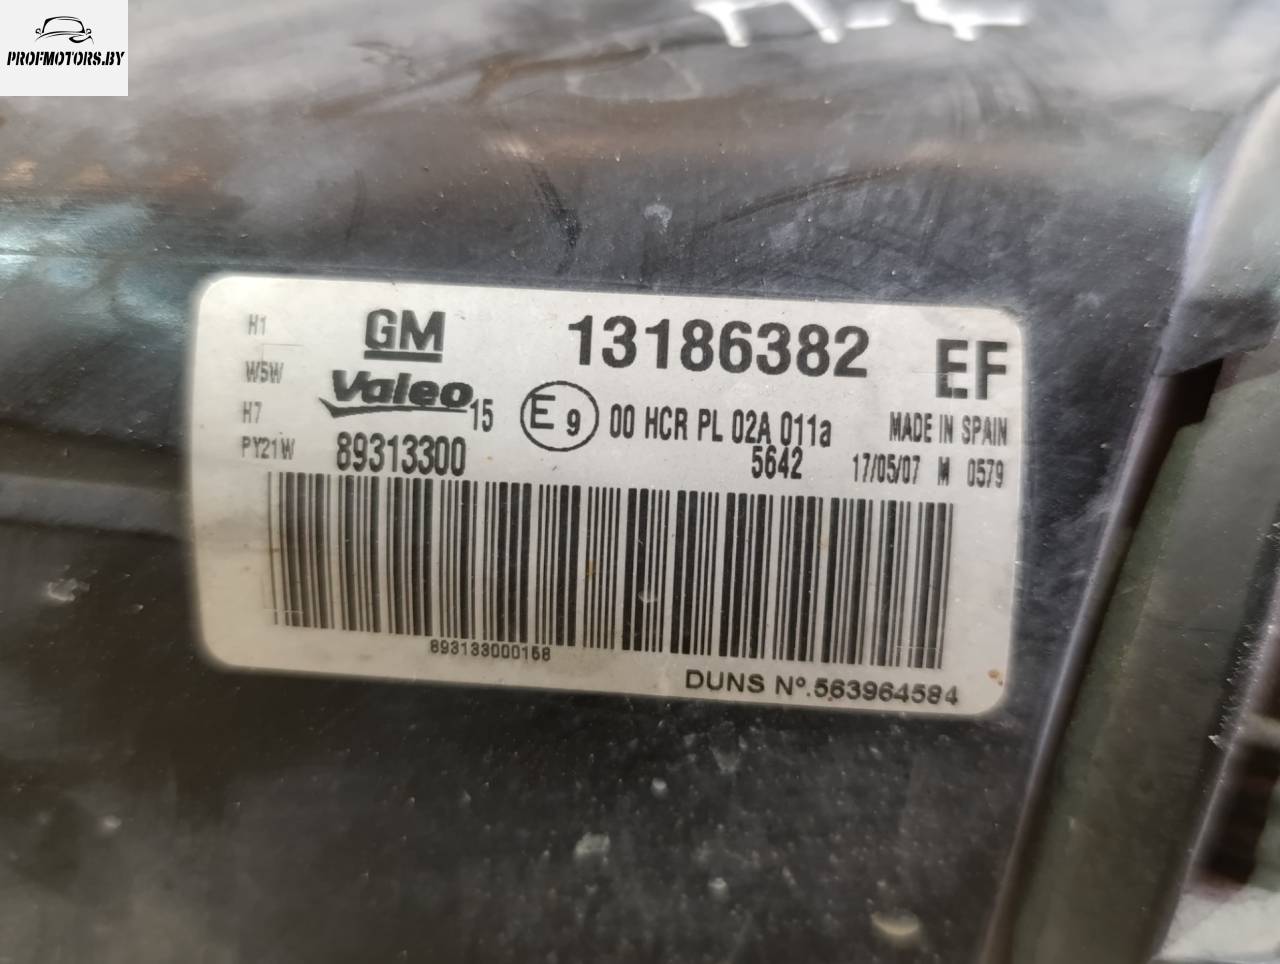 PROFMOTORS.BY
H1
W5W
H7
PY21W
GM
Valeo 15
89313300
13186382
EF
E 9
00 HCR PL 02A 011a
5642
MADE IN SPAIN
17/05/07 M 0579
893133000158
DUNS Nº.563964584